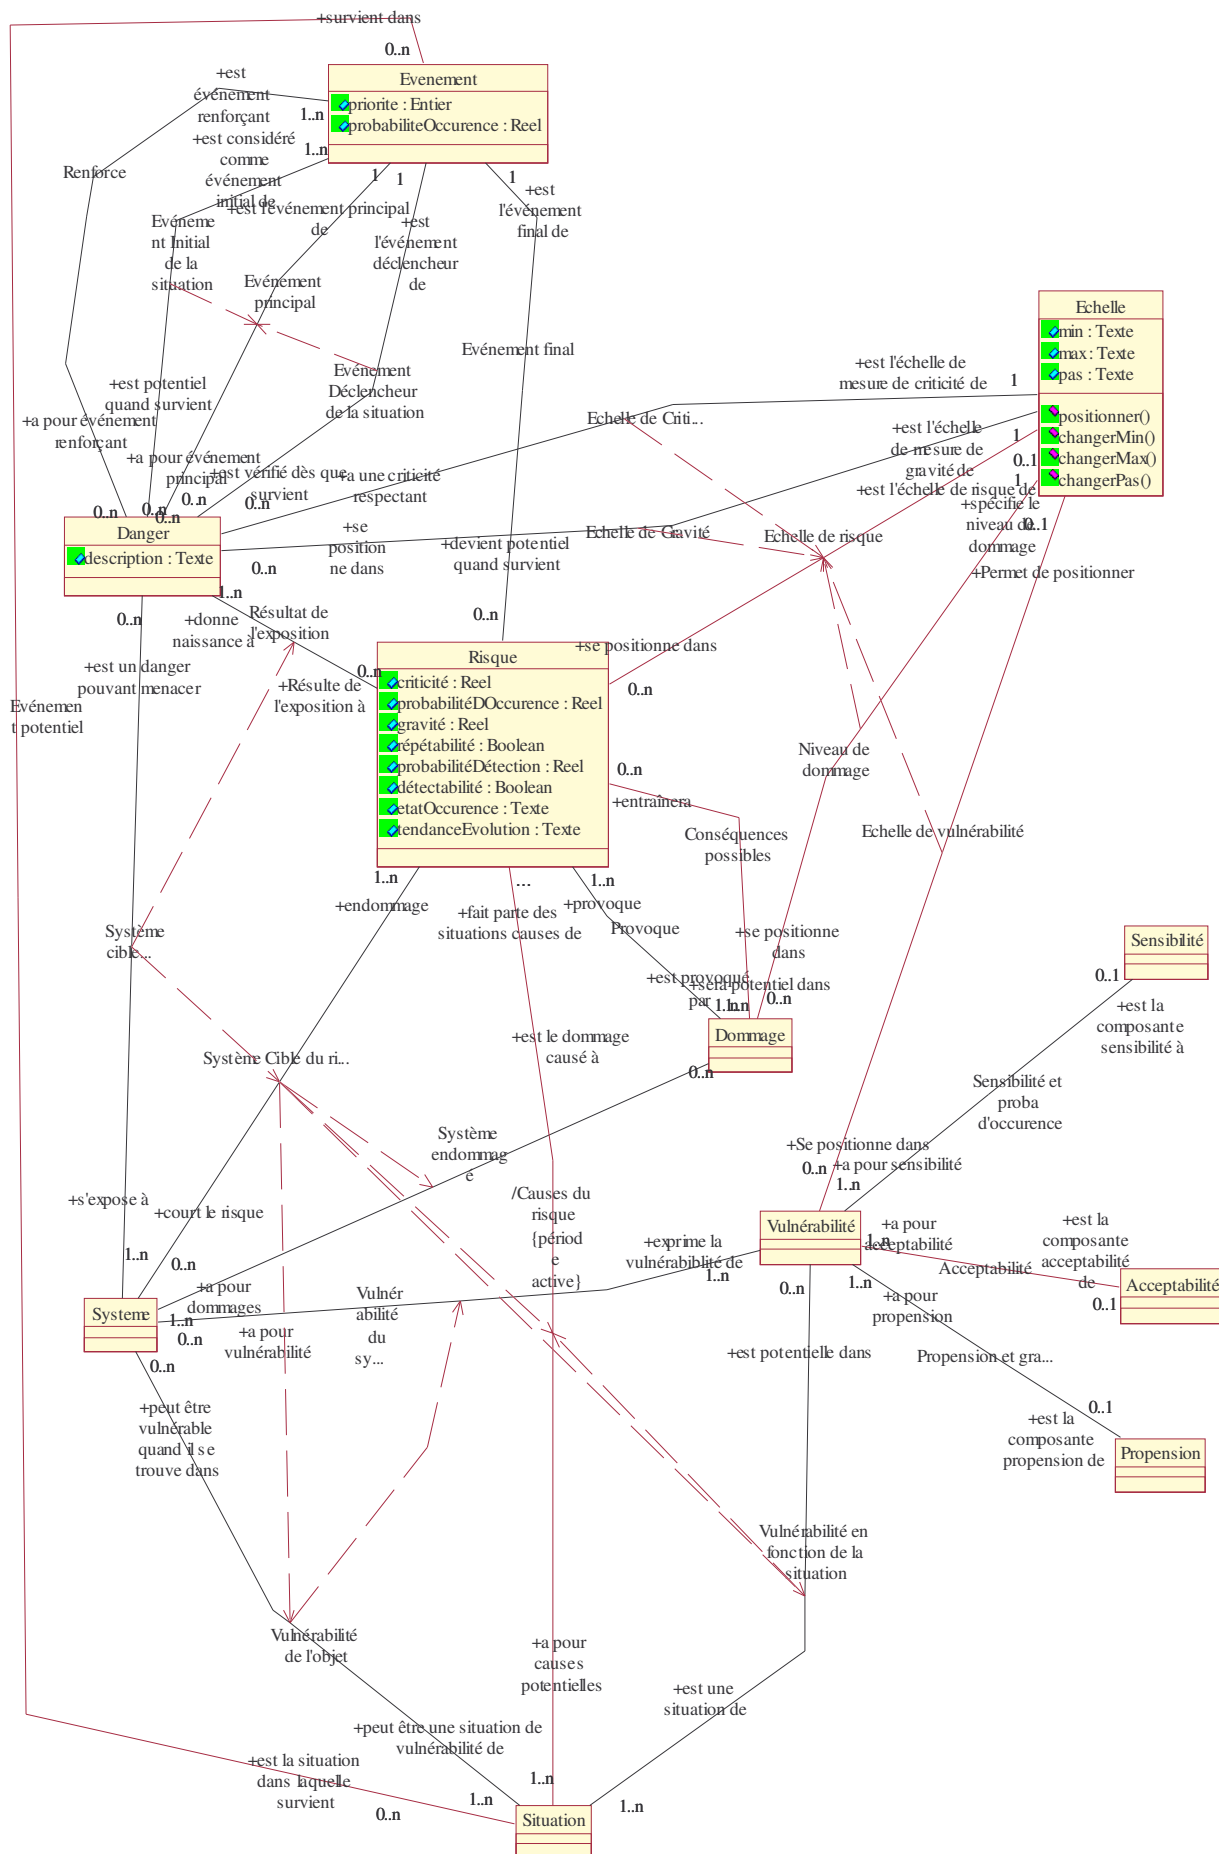 +survient dans
0..n
Evenement
priorite : Entier
probabiliteOccurence : Reel
+est
événement
renforçant
1..n
+est considéré
comme
événement
initial de
1..n
1
1
1
Renforce
+est l'événement principal
de
+est
l'événement
déclencheur
de
+est
l'événement
final de
Evéneme
nt Initial
de la
situation
Evénement
principal
Evénement final
Evénement
Déclencheur
de la situation
Echelle
min : Texte
max : Texte
pas : Texte
positionner()
changerMin()
changerMax()
changerPas()
+est l'échelle de
mesure de criticité de
1
Echelle de Criti...
+est potentiel
quand survient
+a pour événement
renforçant
+a pour événement
principal
+est vérifié dès que
survient
+a une criticité
respectant
+est l'échelle
de mesure de
gravité de
1
0..1
+est l'échelle de risque de
1
+spécifie le
niveau de
dommage
0..1
0..n
0..n
0..n
0..n
0..n
Danger
description : Texte
+se
position
ne dans
Echelle de Gravité
Echelle de risque
+devient potentiel
quand survient
+Permet de positionner
0..n
1..n
0..n
+donne
naissance à
Résultat de
l'exposition
0..n
Risque
criticité : Reel
probabilitéDOccurence : Reel
gravité : Reel
répétabilité : Boolean
probabilitéDétection : Reel
détectabilité : Boolean
etatOccurence : Texte
tendanceEvolution : Texte
+se positionne dans
0..n
+est un danger
pouvant menacer
0..n
+Résulte de
l'exposition à
Evénemen
t potentiel
Niveau de
dommage
0..n
+entraînera
Conséquences
possibles
Echelle de vulnérabilité
1..n
...
1..n
+endommage
+fait partie des
situations causes de
+provoque
Provoque
Système
cible...
+se positionne
dans
Sensibilité
0..1
+est provoqué
par
+sera potentiel dans
1..n
1..n
0..n
Dommage
+est la
composante
sensibilité à
+est le dommage
causé à
0..n
Système Cible du ri...
Sensibilité et
proba
d'occurence
Système
endommag
é
+Se positionne dans
+a pour sensibilité
0..n
1..n
+s'expose à
+court le risque
/Causes du
risque
{périod
e
active}
Vulnérabilité
+a pour
acceptabilité
1..n
+est la
composante
acceptabilité
de
+exprime la
vulnérabiblité de
1..n
1..n
0..n
0..n
1..n
Acceptabilité
Acceptabilité
0..1
+a pour
dommages
Vulnér
abilité
du
sy...
+a pour
propension
Systeme
1..n
0..n
+a pour
vulnérabilité
0..n
+est potentielle dans
Propension et gra...
0..1
+peut être
vulnérable
quand il se
trouve dans
+est la
composante
propension de
Propension
Vulnérabilité en
fonction de la
situation
Vulnérabilité
de l'objet
+a pour
causes
potentielles
+est une
situation de
+peut être une situation de
vulnérabilité de
+est la situation
dans laquelle
survient
1..n
1..n
1..n
0..n
Situation